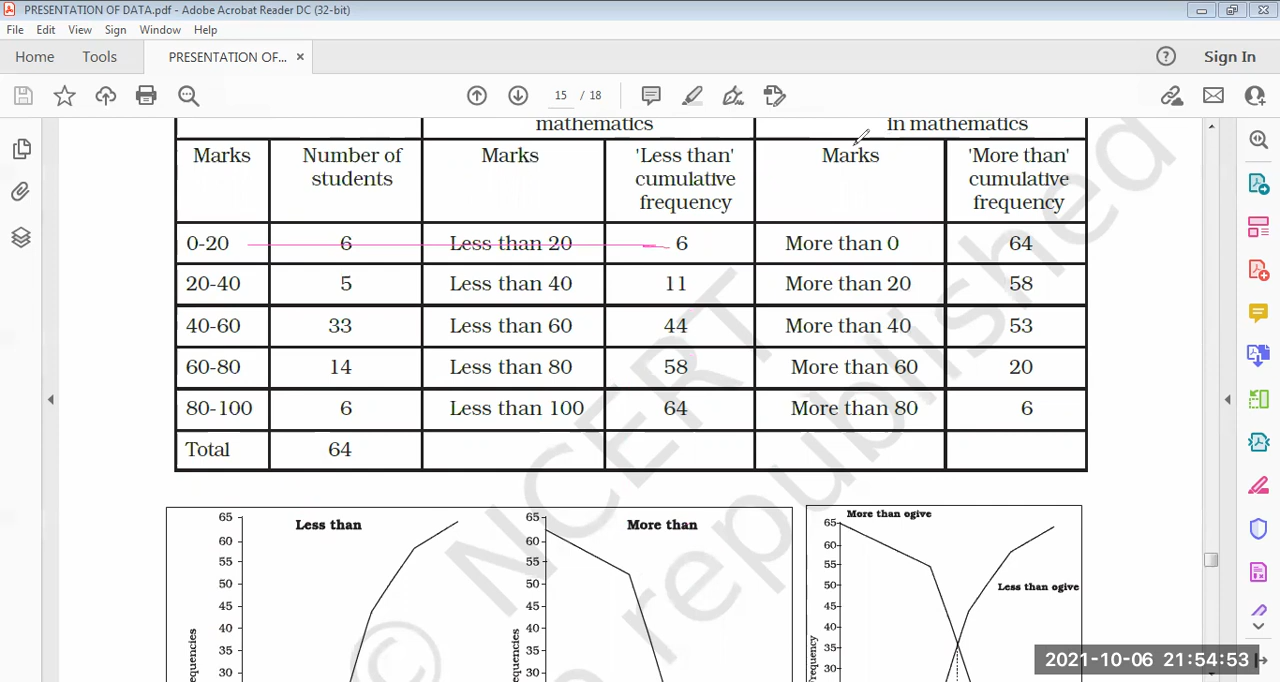 PRESENTATION OF DATA.pdf - Adobe Acrobat Reader DC (32-bit)
File Edit View Sign Window Help
Home Tools PRESENTATION OF... × Sign In
15 / 18
mathematics in mathematics
Marks Number of students Marks 'Less than' cumulative frequency Marks 'More than' cumulative frequency
0-20 6 Less than 20 6 More than 0 64
20-40 5 Less than 40 11 More than 20 58
40-60 33 Less than 60 44 More than 40 53
60-80 14 Less than 80 58 More than 60 20
80-100 6 Less than 100 64 More than 80 6
Total 64
Less than
65
60
55
50
45
40
35
30
equencies
More than
65
60
55
50
45
40
35
30
equencies
More than ogive
Less than ogive
65
60
55
50
45
40
35
30
frequency
© NCERT
e republished
2021-10-06 21:54:53